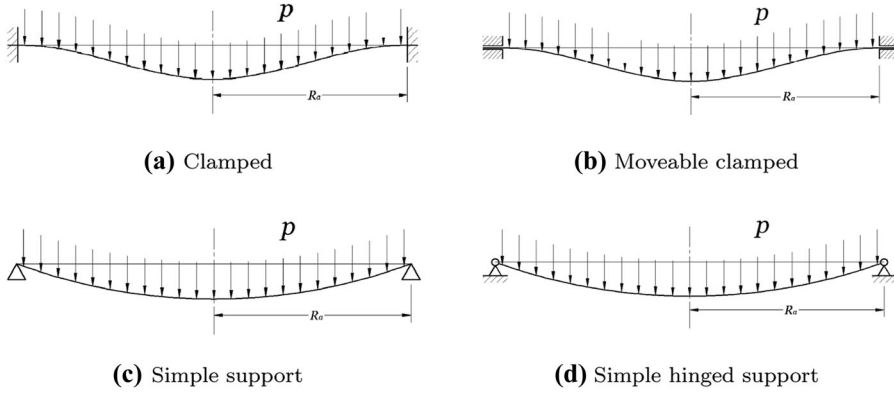 p
p
Ra
Ra
(a) Clamped
(b) Moveable clamped
p
p
Ra
Ra
(c) Simple support
(d) Simple hinged support